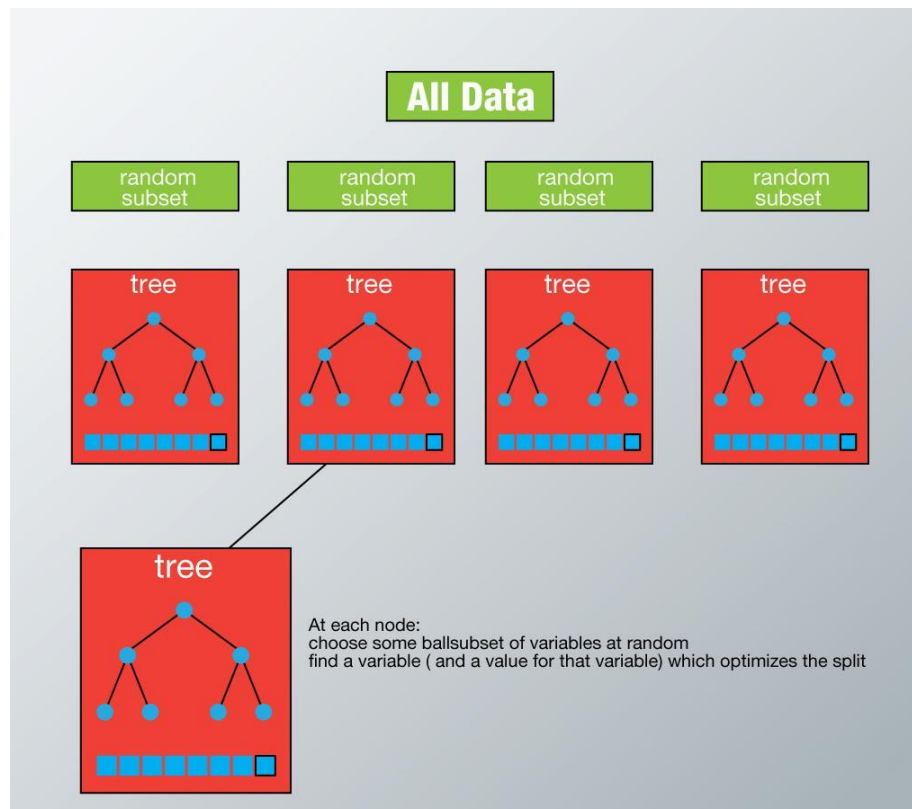 All Data
random
subset
random
subset
random
subset
random
subset
tree
tree
tree
tree
tree
At each node:
choose some ballsubset of variables at random
find a variable ( and a value for that variable) which optimizes the split